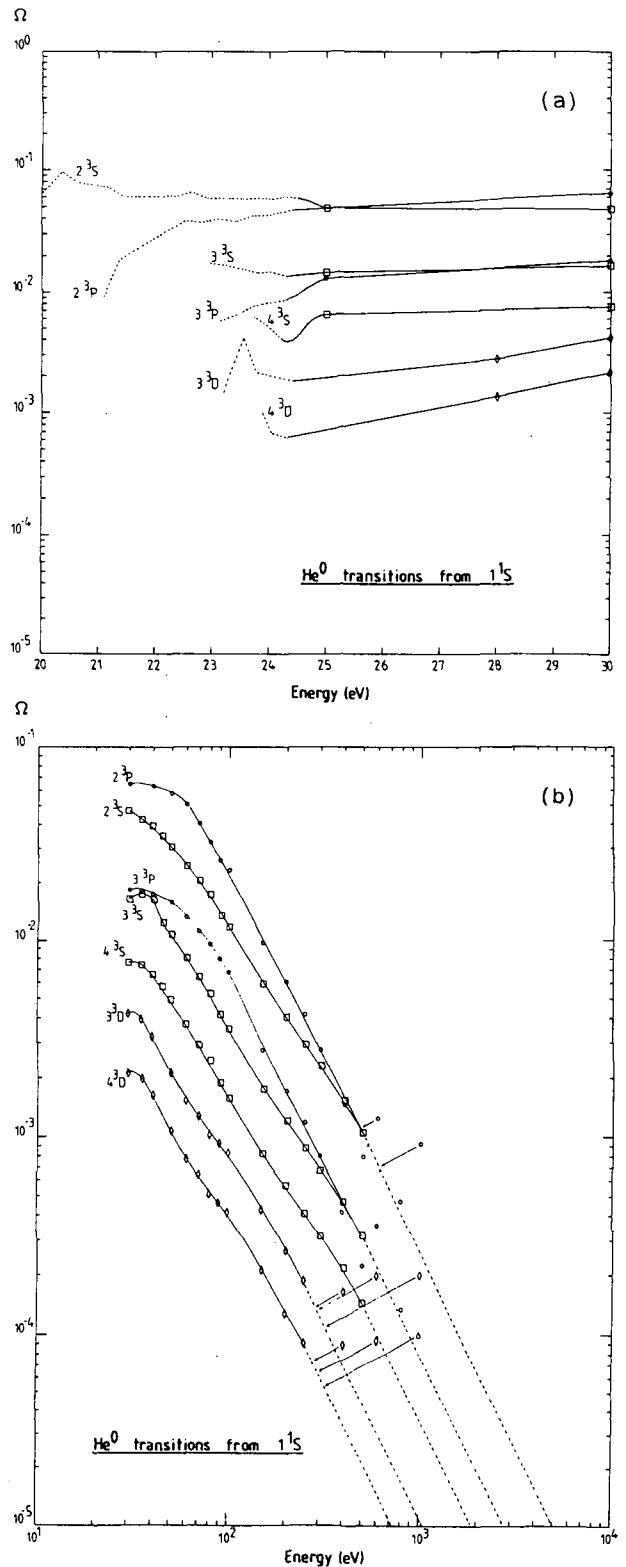 Ω
10⁰
(a)
10⁻¹
2 ³S
3 ³S
10⁻²
2 ³P
3 ³P
4 ³S
3 ³D
10⁻³
4 ³D
10⁻⁴
He⁰ transitions from 1¹S
10⁻⁵
20 21 22 23 24 25 26 27 28 29 30
Energy (eV)
Ω
10⁻¹
2 ³P
(b)
2 ³S
3 ³P
10⁻²
3 ³S
4 ³S
3 ³D
4 ³D
10⁻³
10⁻⁴
He⁰ transitions from 1¹S
10⁻⁵
10¹ 10² 10³ 10⁴
Energy (eV)